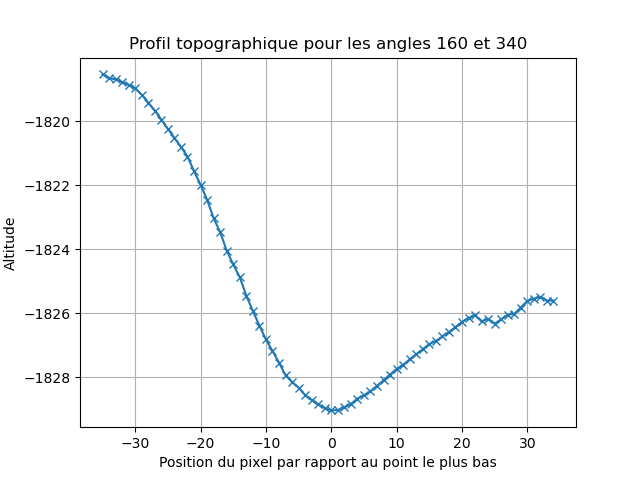 Profil topographique pour les angles 160 et 340
−1820
−1822
−1824
−1826
−1828
Altitude
−30 −20 −10 0 10 20 30
Position du pixel par rapport au point le plus bas